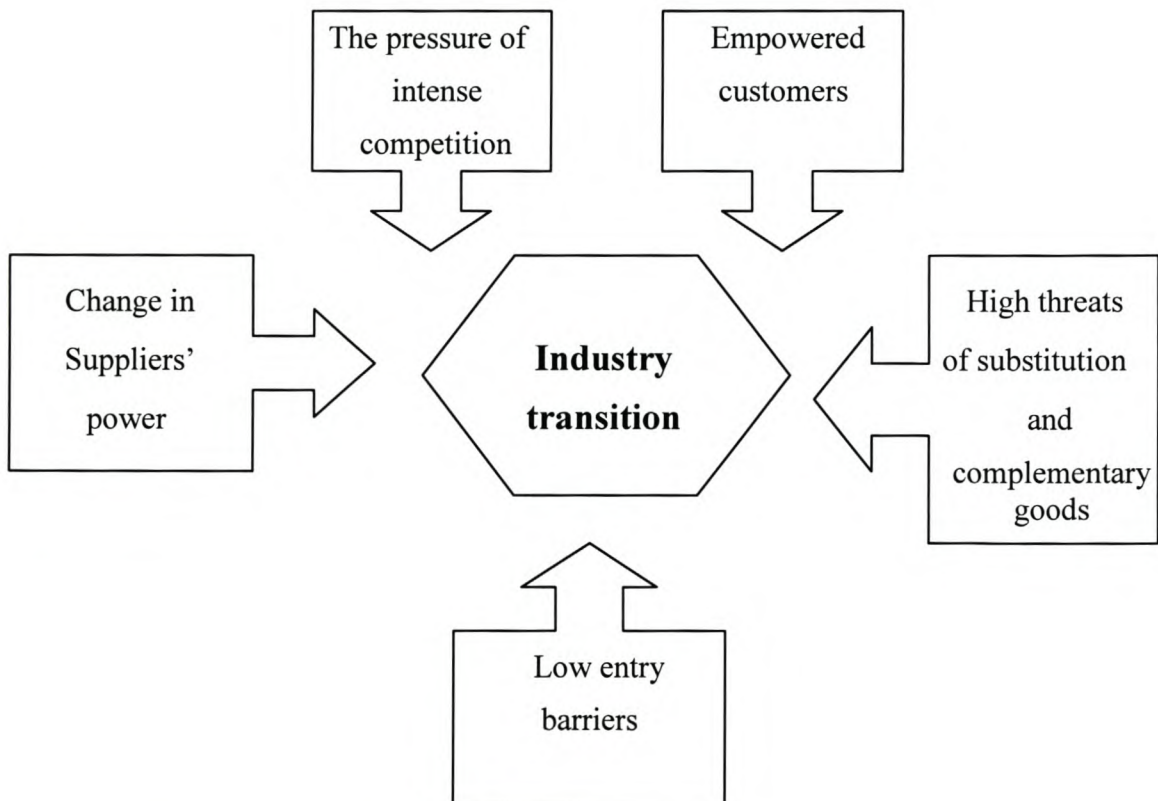 The pressure of
intense
competition
Empowered
customers
Change in
Suppliers’
power
Industry
transition
High threats
of substitution
and
complementary
goods
Low entry
barriers